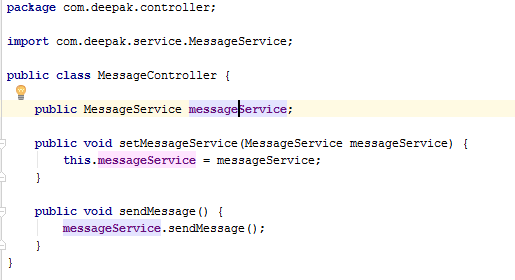 package com.deepak.controller;
import com.deepak.service.MessageService;
public class MessageController {
public MessageService messageService;
public void setMessageService(MessageService messageService) {
this.messageService = messageService;
}
public void sendMessage() {
messageService.sendMessage();
}
}